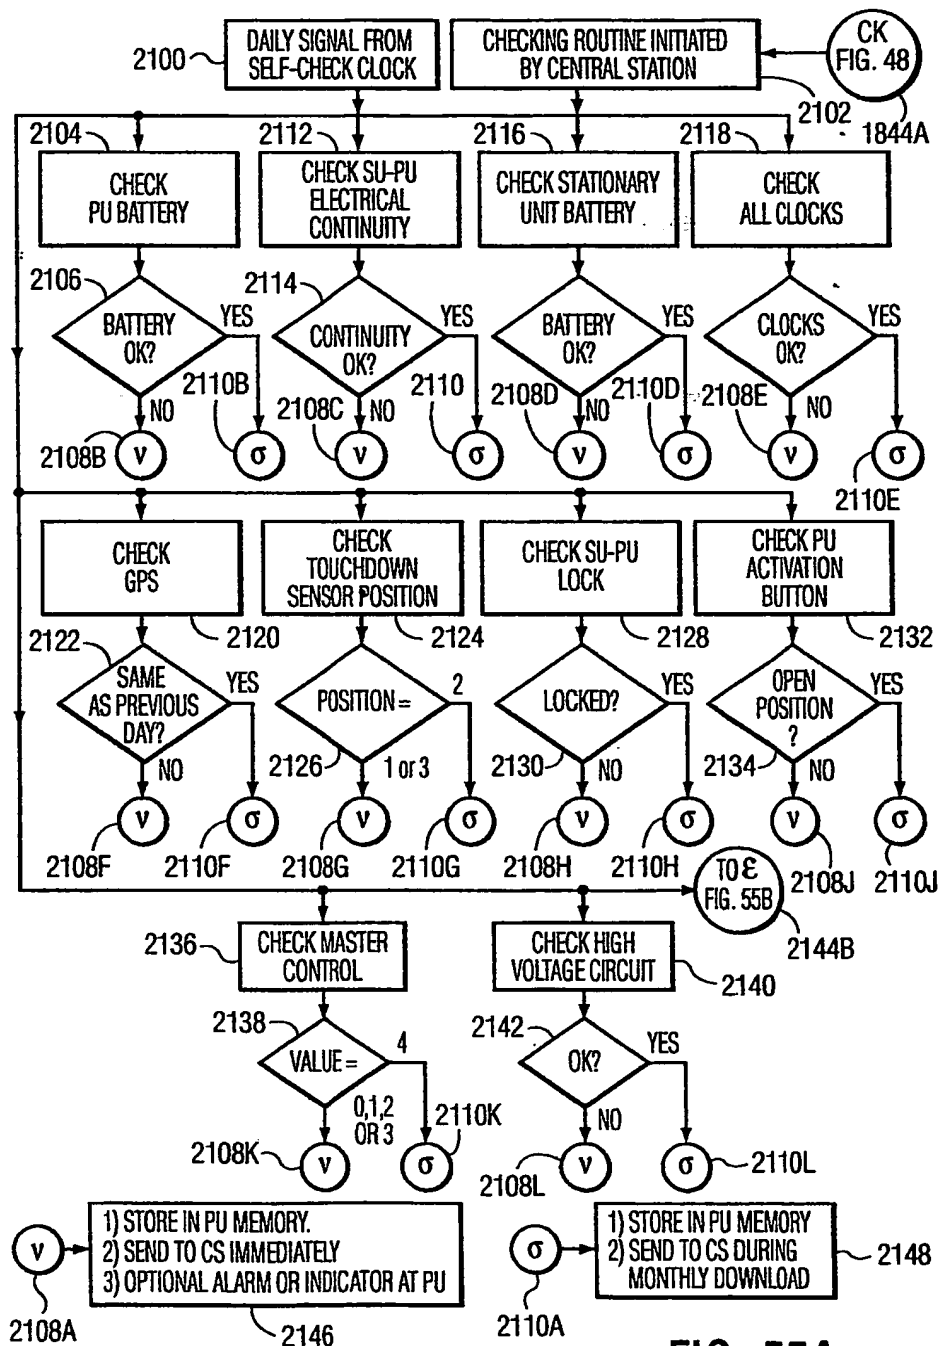 2100
DAILY SIGNAL FROM
SELF-CHECK CLOCK
CHECKING ROUTINE INITIATED
BY CENTRAL STATION
CK
FIG. 48
2102
1844A
2104
2112
2116
2118
CHECK
PU BATTERY
CHECK SU-PU
ELECTRICAL
CONTINUITY
CHECK STATIONARY
UNIT BATTERY
CHECK
ALL CLOCKS
2106
BATTERY
OK?
YES
NO
2114
CONTINUITY
OK?
YES
NO
BATTERY
OK?
YES
NO
CLOCKS
OK?
YES
NO
2108B
ν
2110B
σ
2108C
ν
2110
σ
2108D
ν
2110D
σ
2108E
ν
σ
2110E
CHECK
GPS
CHECK
TOUCHDOWN
SENSOR POSITION
CHECK SU-PU
LOCK
CHECK PU
ACTIVATION
BUTTON
2120
2124
2128
2132
2122
SAME
AS PREVIOUS
DAY?
YES
NO
POSITION =
2
2126
1 or 3
LOCKED?
YES
2130
NO
OPEN
POSITION
?
YES
2134
NO
ν
σ
ν
σ
ν
σ
ν
σ
2108F
2110F
2108G
2110G
2108H
2110H
2108J
2110J
TO ε
FIG. 55B
2144B
2136
CHECK MASTER
CONTROL
CHECK HIGH
VOLTAGE CIRCUIT
2140
2138
VALUE =
4
0,1,2
OR 3
2142
OK?
YES
NO
2108K
ν
σ
2110K
2108L
ν
σ
2110L
ν
2108A
1) STORE IN PU MEMORY.
2) SEND TO CS IMMEDIATELY
3) OPTIONAL ALARM OR INDICATOR AT PU
2146
σ
2110A
1) STORE IN PU MEMORY
2) SEND TO CS DURING
MONTHLY DOWNLOAD
2148